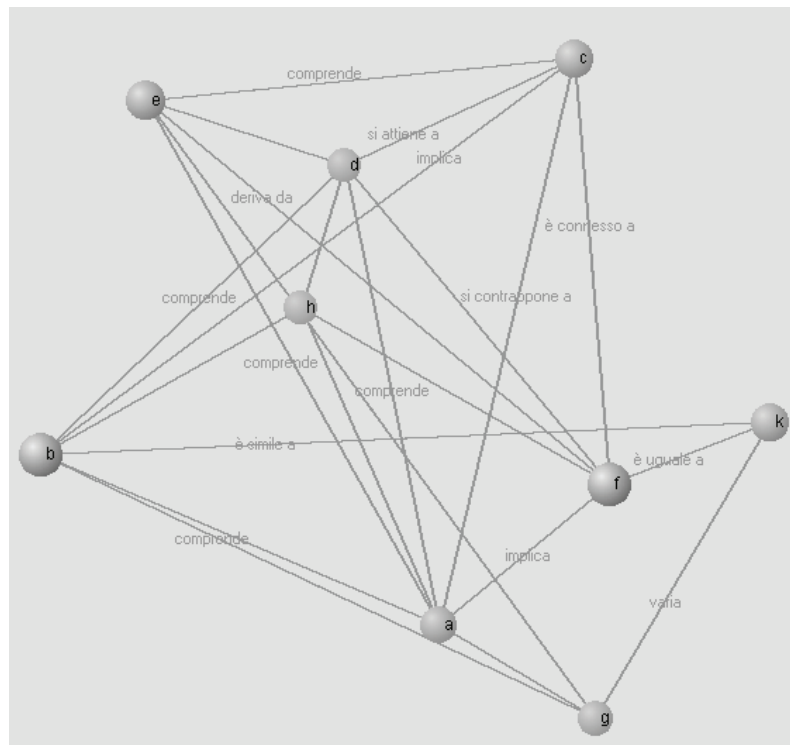 c
comprende
e
si attiene a
implica
d
deriva da
è connesso a
comprende
si contrappone a
h
comprende
comprende
k
è simile a
b
è uguale a
f
comprende
implica
varia
a
g